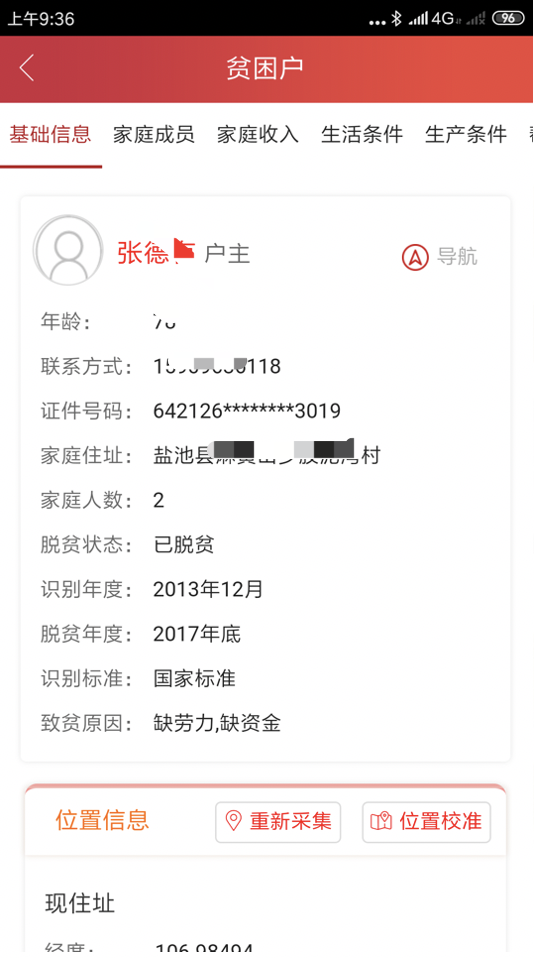 上午9:36
4G
96
贫困户
基础信息 家庭成员 家庭收入 生活条件 生产条件
张德 户主
导航
年龄：
联系方式： 118
证件号码： 642126********3019
家庭住址： 盐池县 村
家庭人数： 2
脱贫状态： 已脱贫
识别年度： 2013年12月
脱贫年度： 2017年底
识别标准： 国家标准
致贫原因： 缺劳力,缺资金
位置信息 重新采集 位置校准
现住址
经度： 106.98494